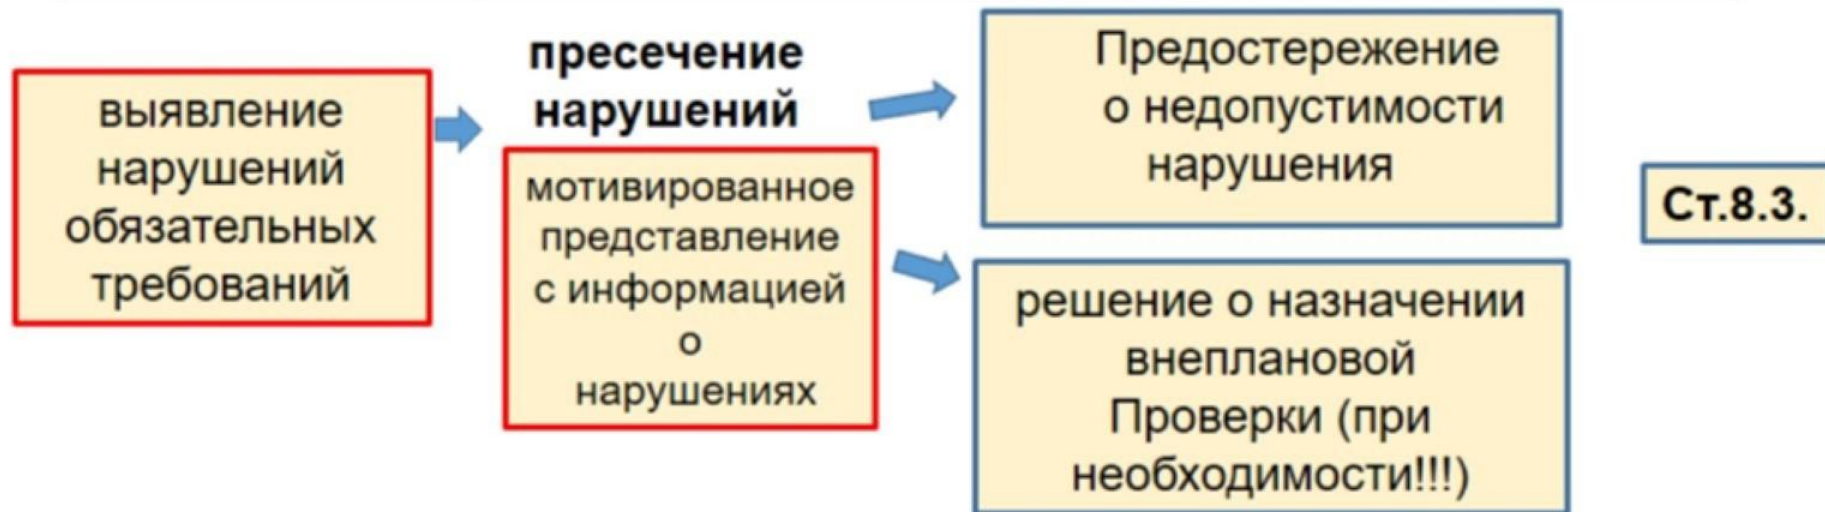 выявление
нарушений
обязательных
требований
пресечение
нарушений
мотивированное
представление
с информацией
о
нарушениях
Предостережение
о недопустимости
нарушения
решение о назначении
внеплановой
Проверки (при
необходимости!!!)
Ст.8.3.